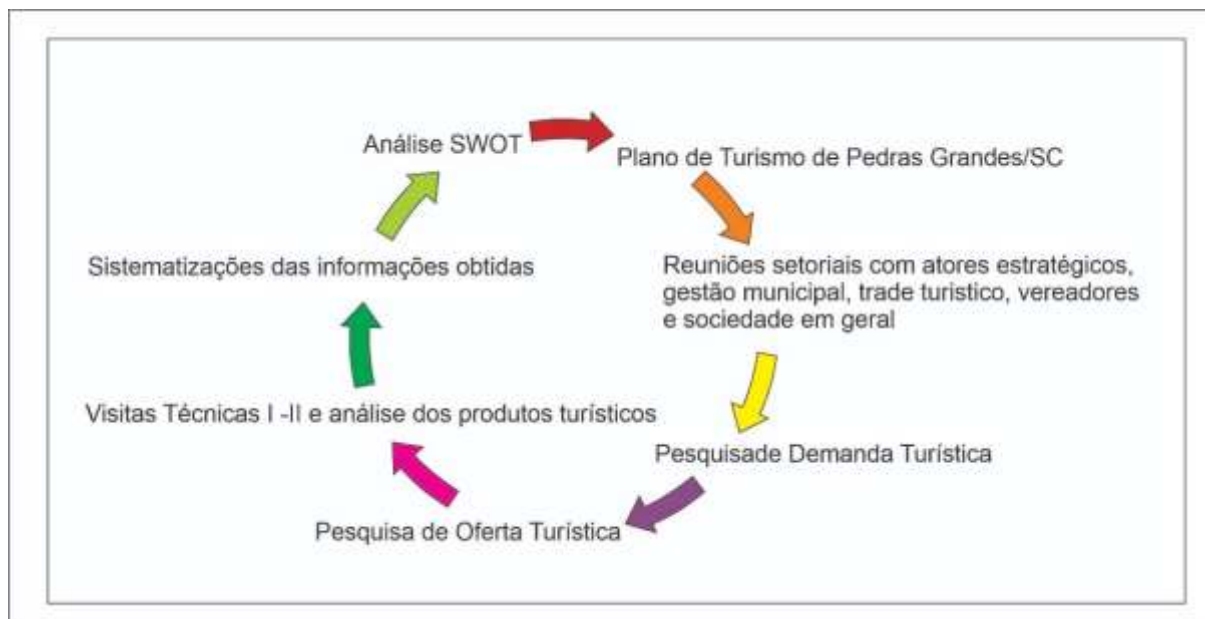 Análise SWOT
Plano de Turismo de Pedras Grandes/SC
Reuniões setoriais com atores estratégicos,
gestão municipal, trade turistico, vereadores
e sociedade em geral
Pesquisade Demanda Turística
Pesquisa de Oferta Turística
Visitas Técnicas I -II e análise dos produtos turísticos
Sistematizações das informações obtidas